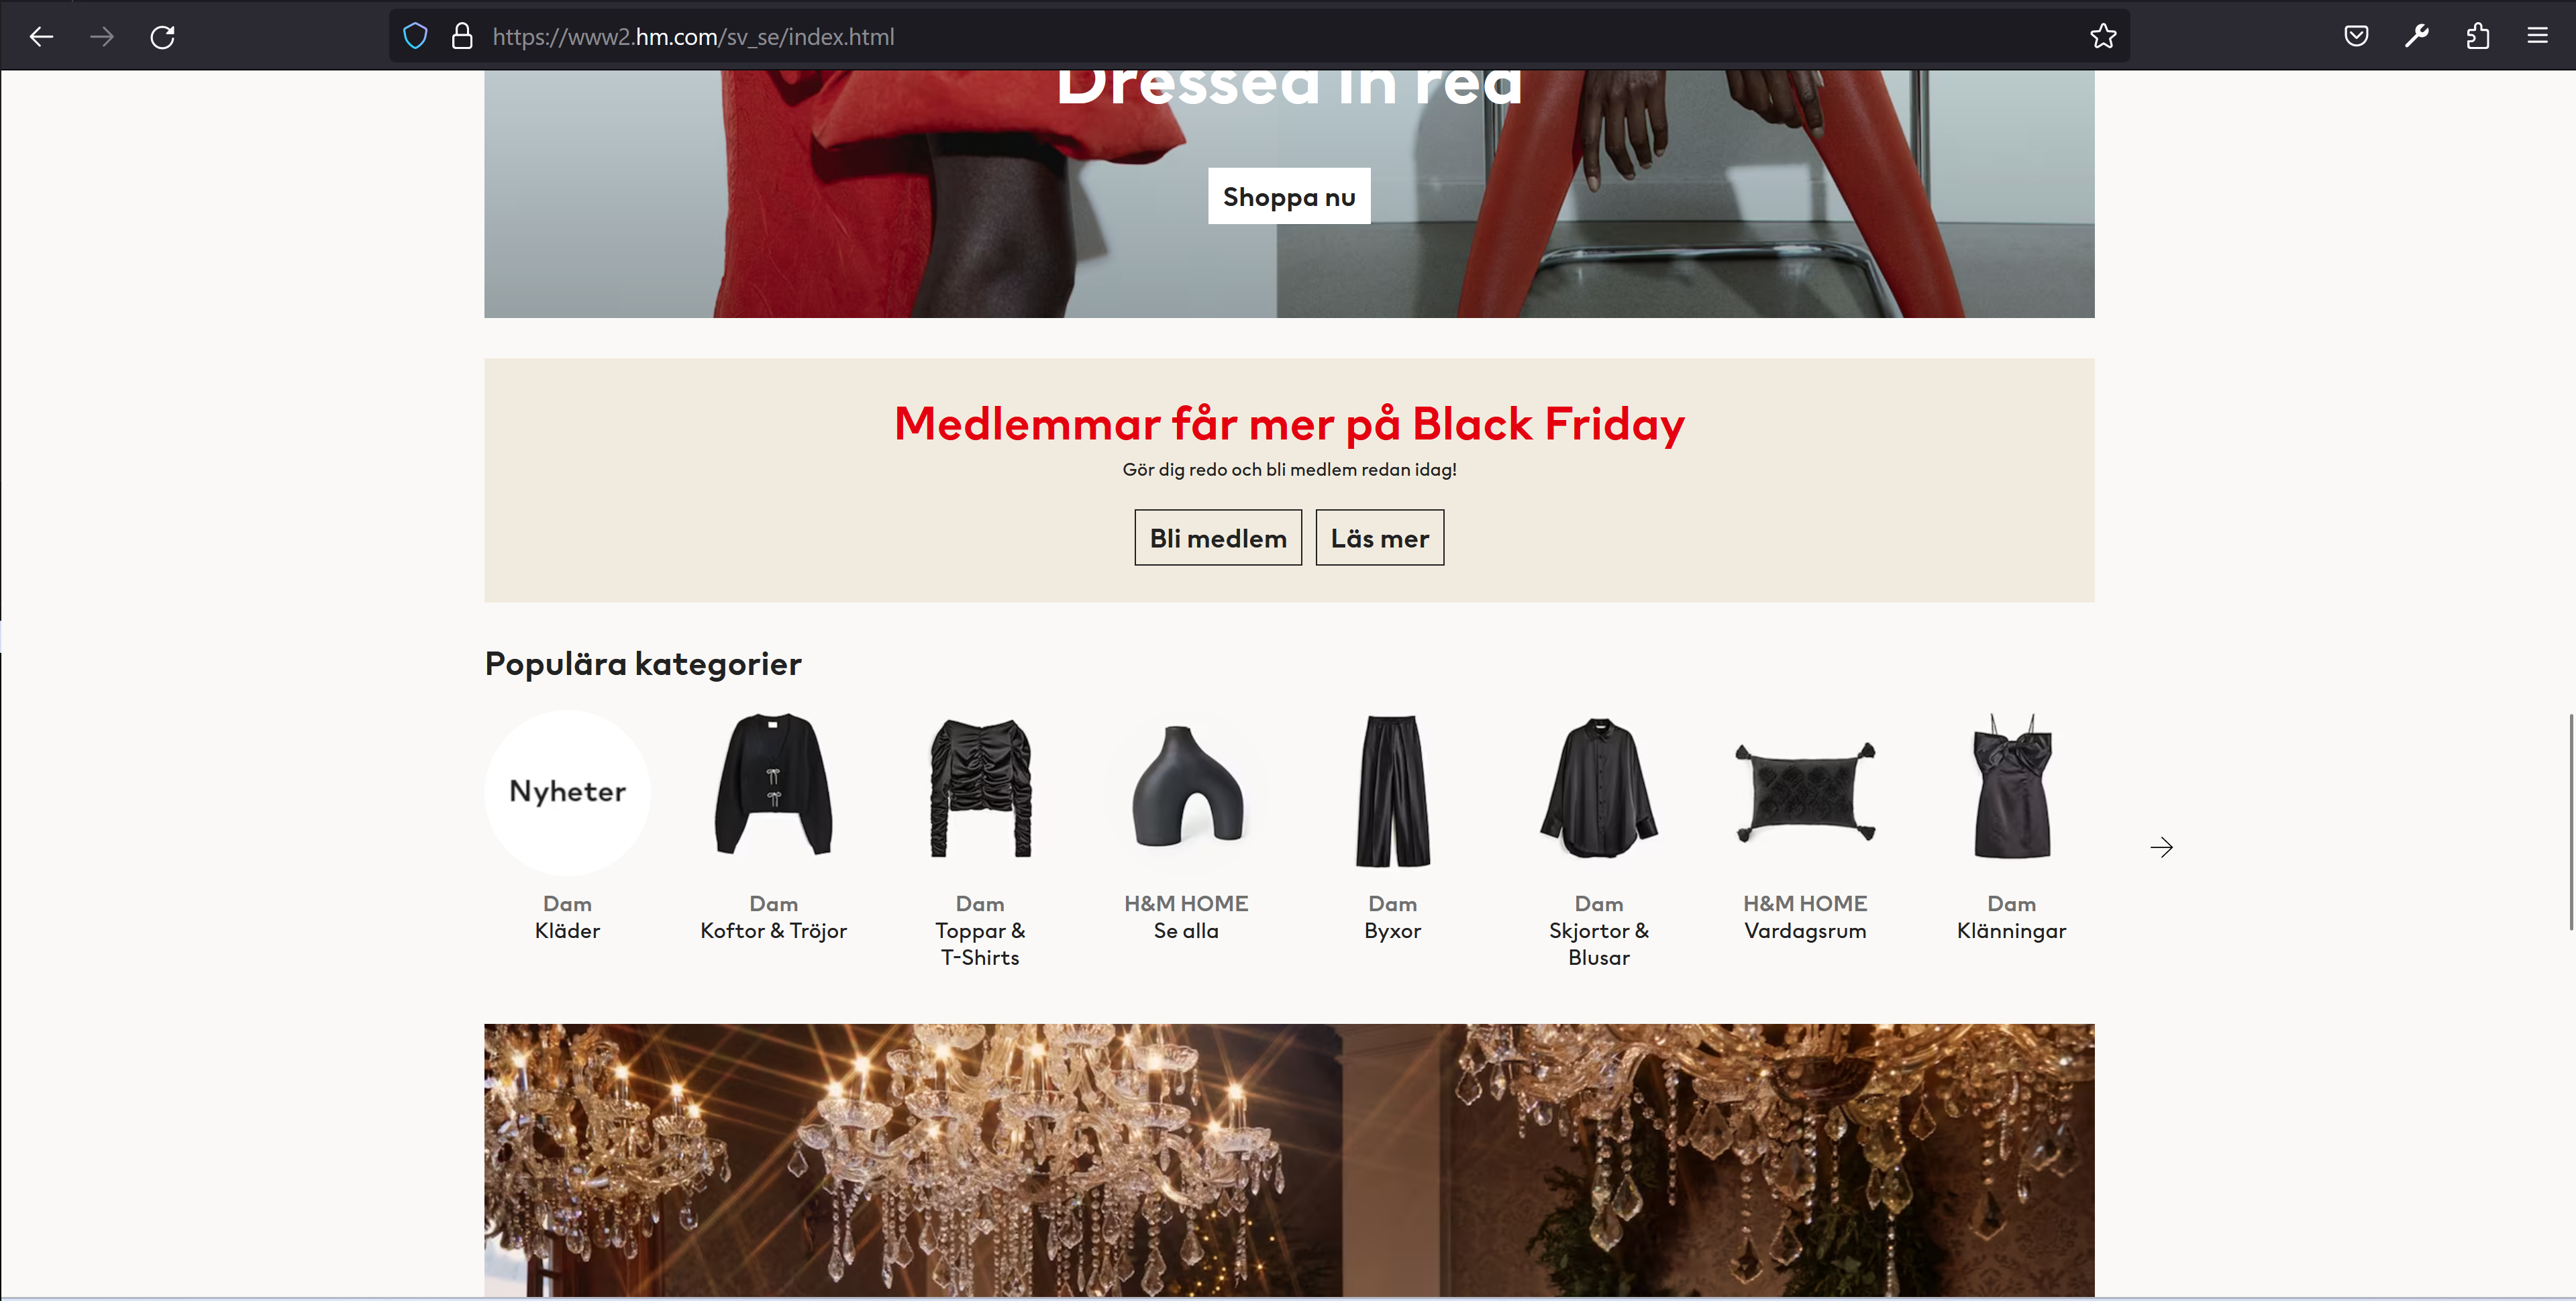 https://www2.hm.com/sv_se/index.html
Dressed in red
Shoppa nu
Medlemmar får mer på Black Friday
Gör dig redo och bli medlem redan idag!
Bli medlem
Läs mer
Populära kategorier
Nyheter
Dam
Kläder
Dam
Koftor & Tröjor
Dam
Toppar &
T-Shirts
H&M HOME
Se alla
Dam
Byxor
Dam
Skjortor &
Blusar
H&M HOME
Vardagsrum
Dam
Klänningar